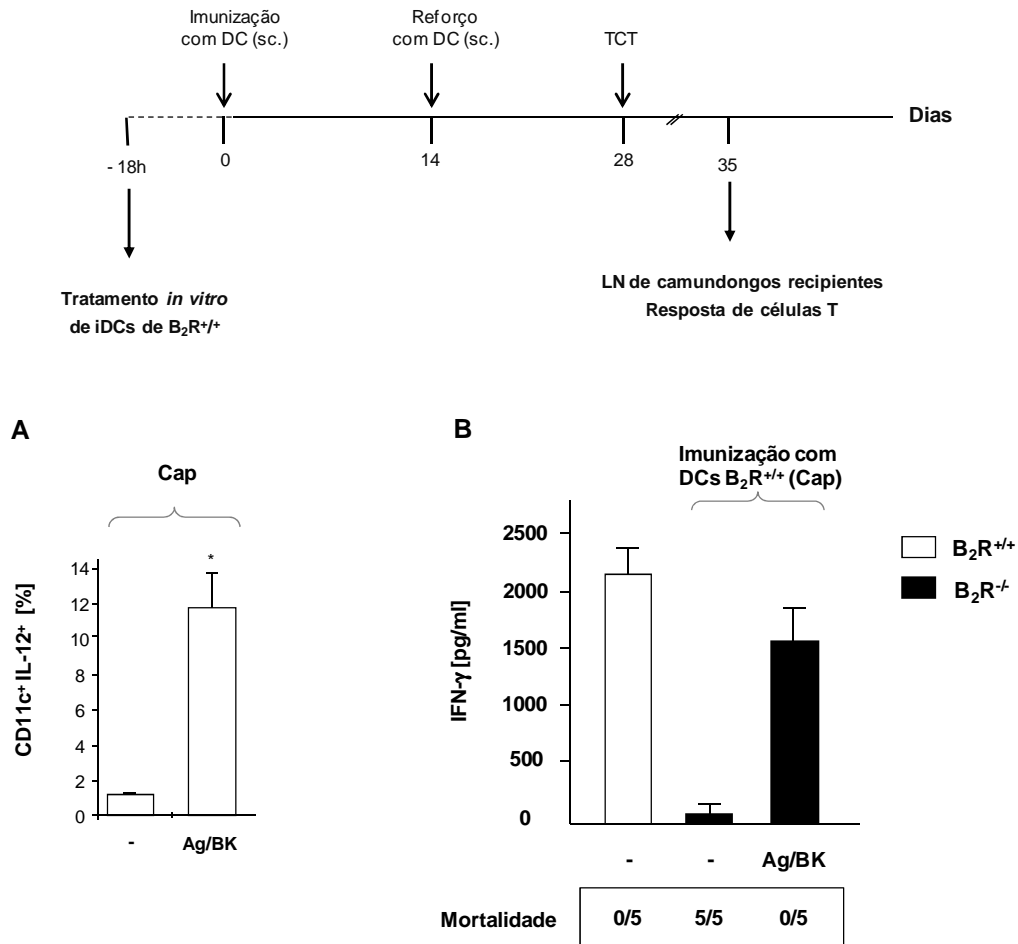 Imunização
com DC (sc.)
Reforço
com DC (sc.)
TCT
Dias
- 18h
0
14
28
35
Tratamento in vitro
de iDCs de B₂R⁺/⁺
LN de camundongos recipientes
Resposta de células T
A
Cap
*
CD11c⁺ IL-12⁺ [%]
14
12
10
8
6
4
2
0
-
Ag/BK
B
Imunização com
DCs B₂R⁺/⁺ (Cap)
IFN-γ [pg/ml]
2500
2000
1500
1000
500
0
B₂R⁺/⁺
B₂R⁻/⁻
-
-
Ag/BK
Mortalidade
0/5
5/5
0/5